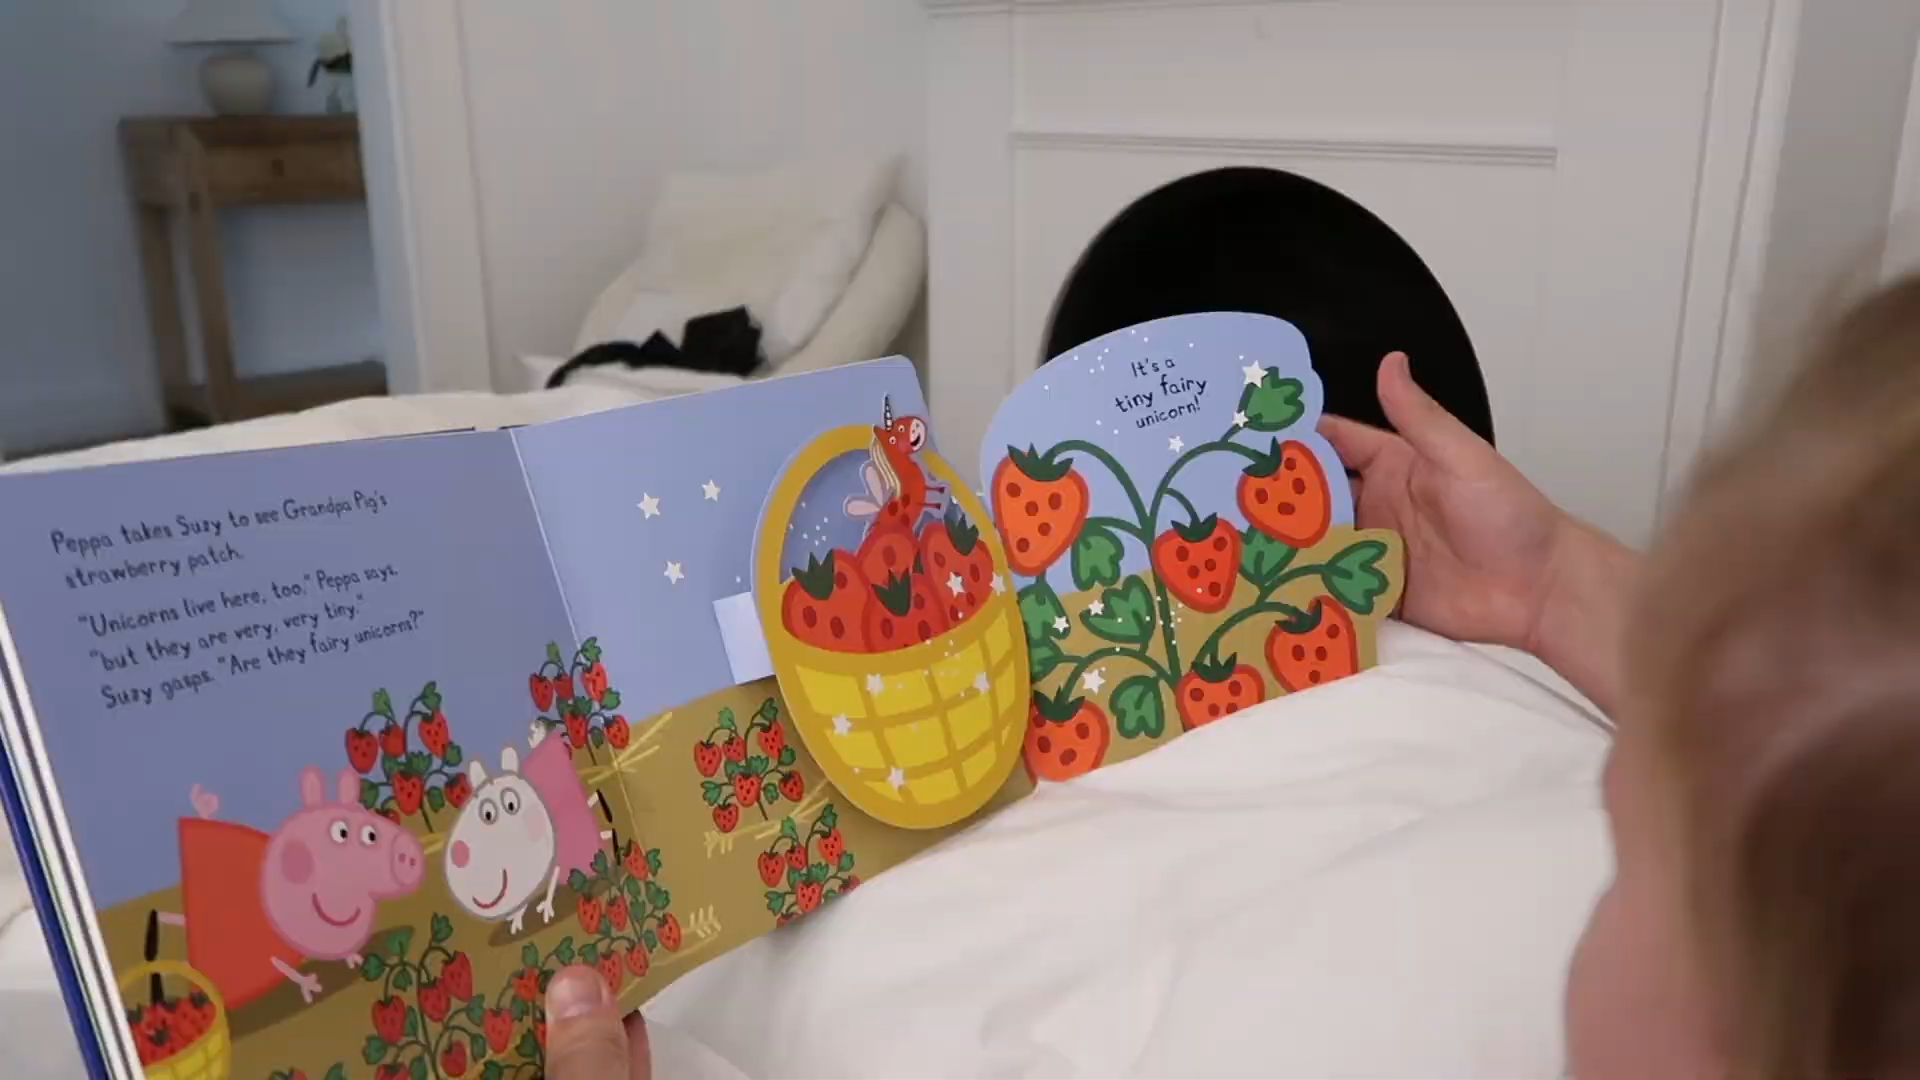 Peppa takes Suzy to see Grandpa Pig's
strawberry patch.
"Unicorns live here, too," Peppa says,
"but they are very, very tiny."
Suzy gasps. "Are they fairy unicorns?"
It's a
tiny fairy
unicorn!